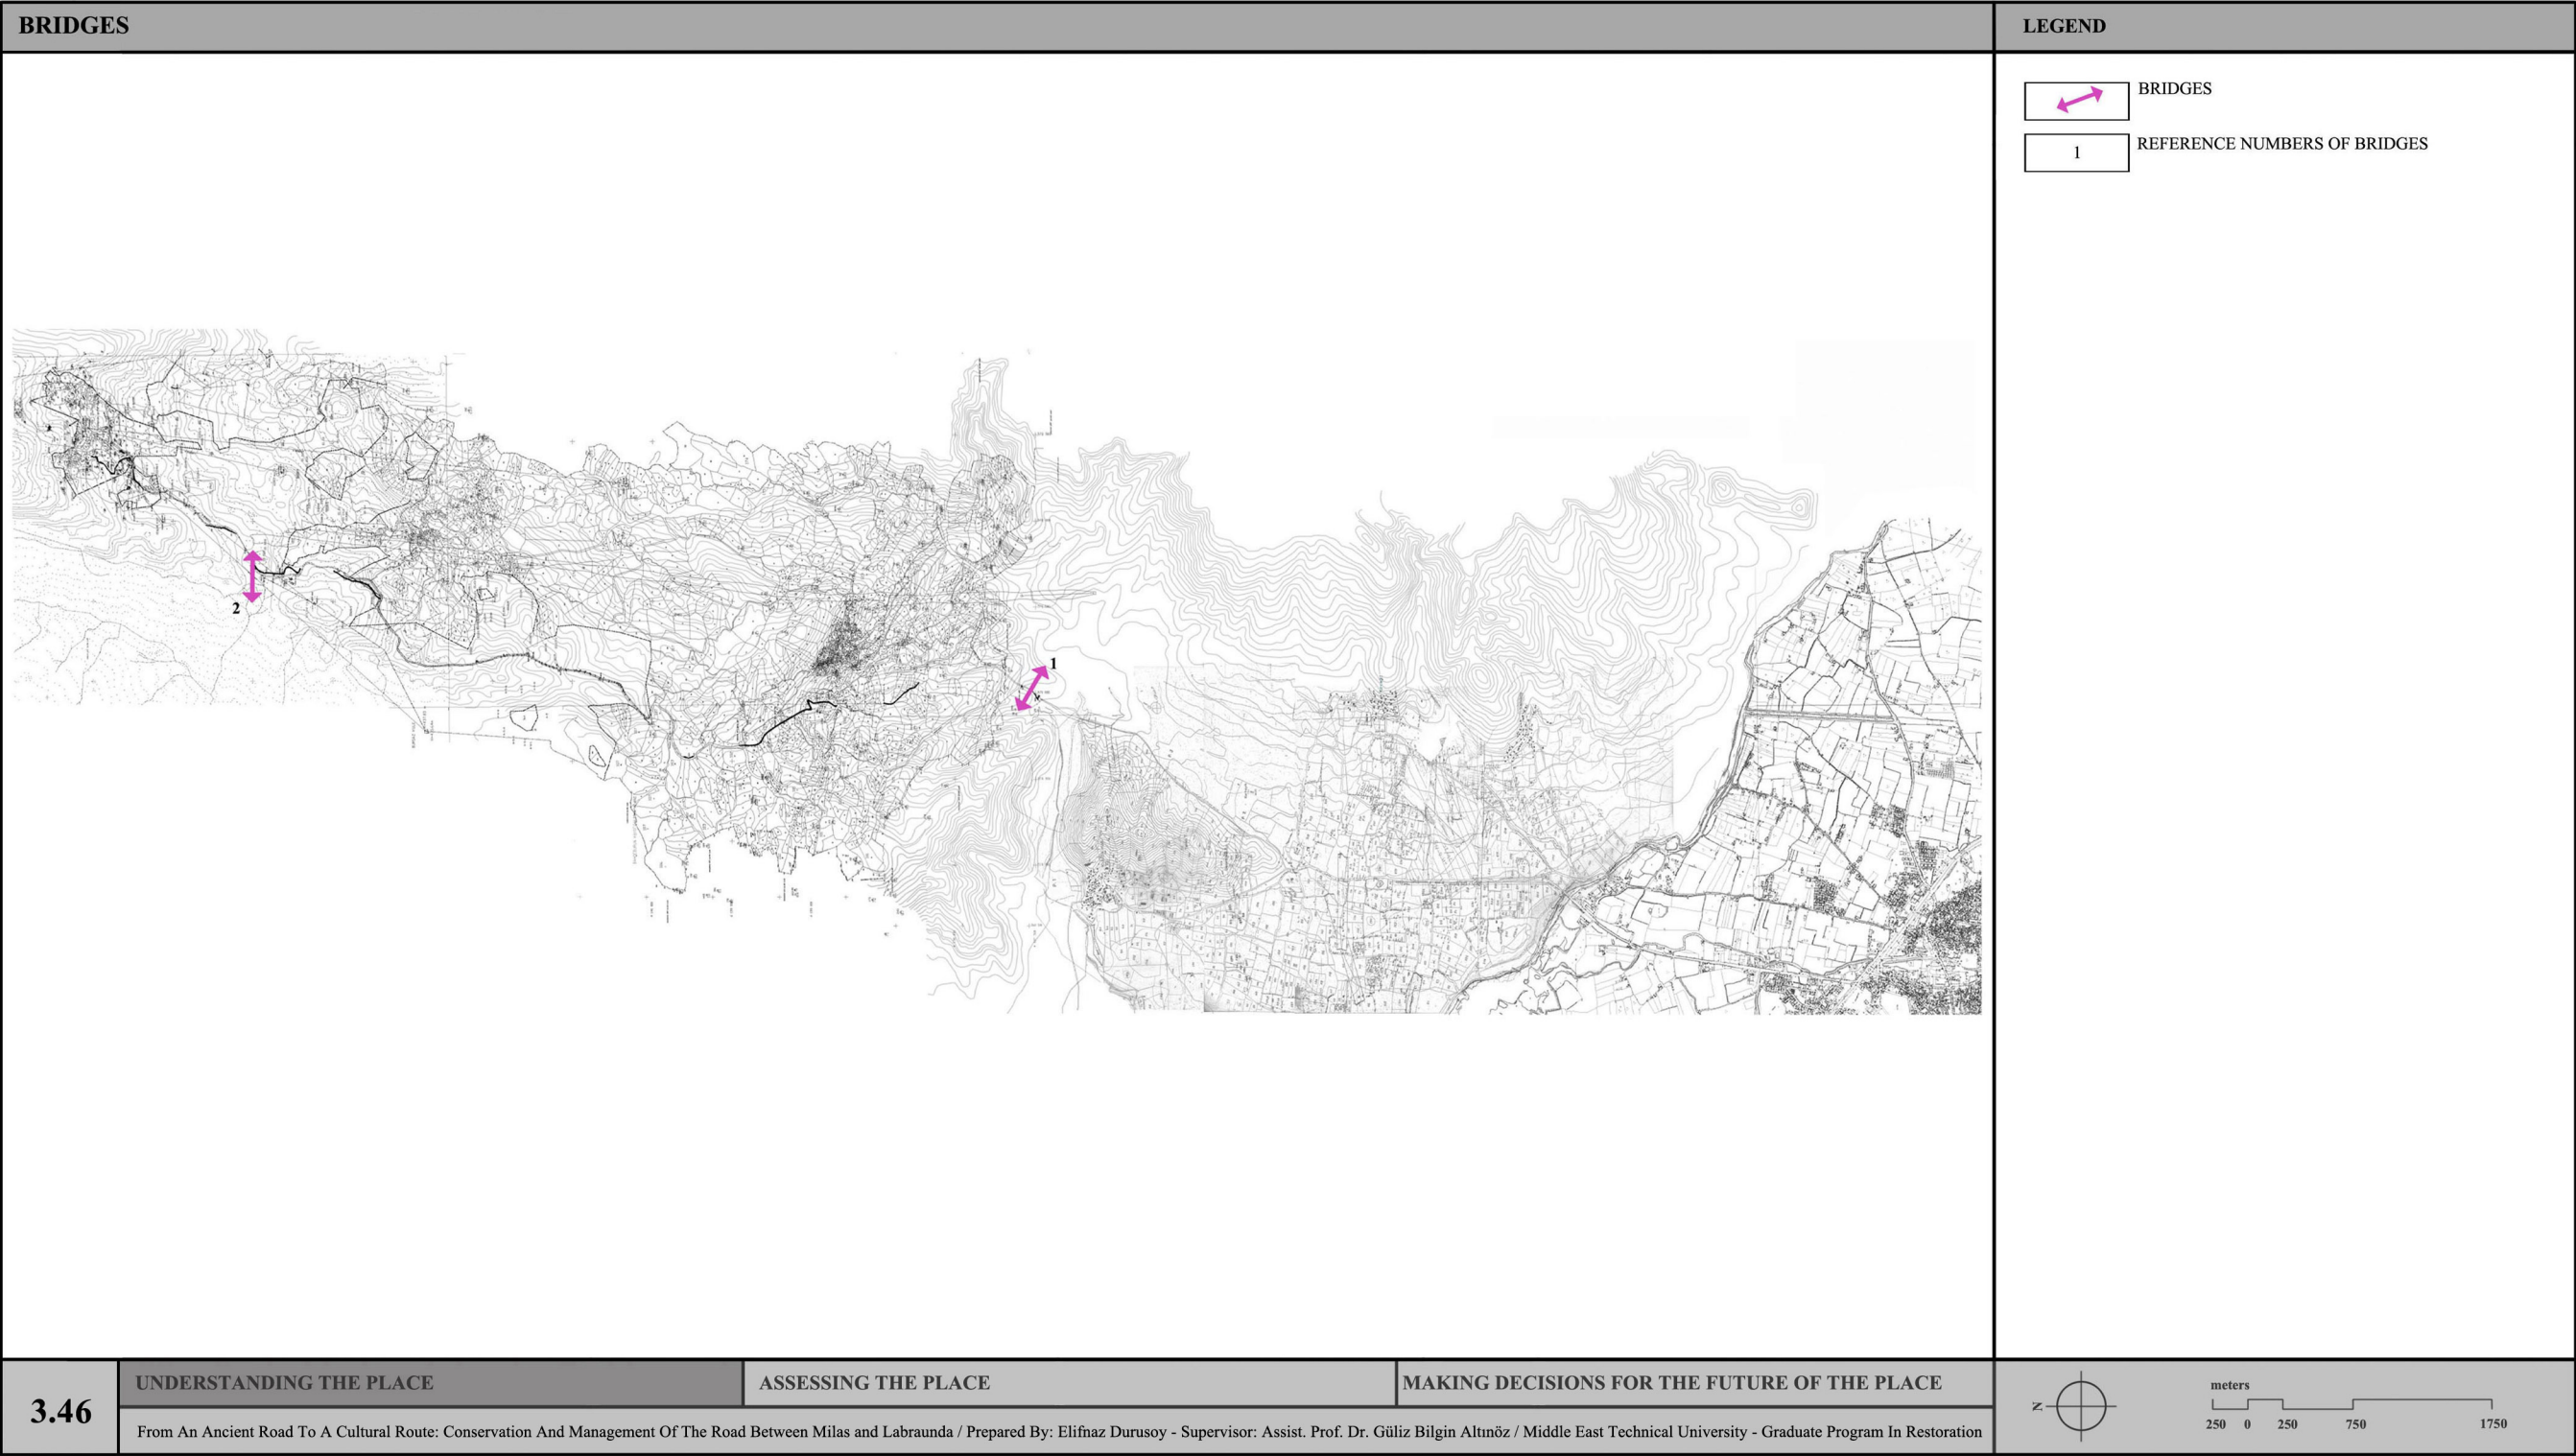 BRIDGES
LEGEND
BRIDGES
1
REFERENCE NUMBERS OF BRIDGES
2
1
3.46
UNDERSTANDING THE PLACE
ASSESSING THE PLACE
MAKING DECISIONS FOR THE FUTURE OF THE PLACE
From An Ancient Road To A Cultural Route: Conservation And Management Of The Road Between Milas and Labraunda / Prepared By: Elifnaz Durusoy - Supervisor: Assist. Prof. Dr. Güliz Bilgin Altınöz / Middle East Technical University - Graduate Program In Restoration
N
meters
250 0 250 750 1750